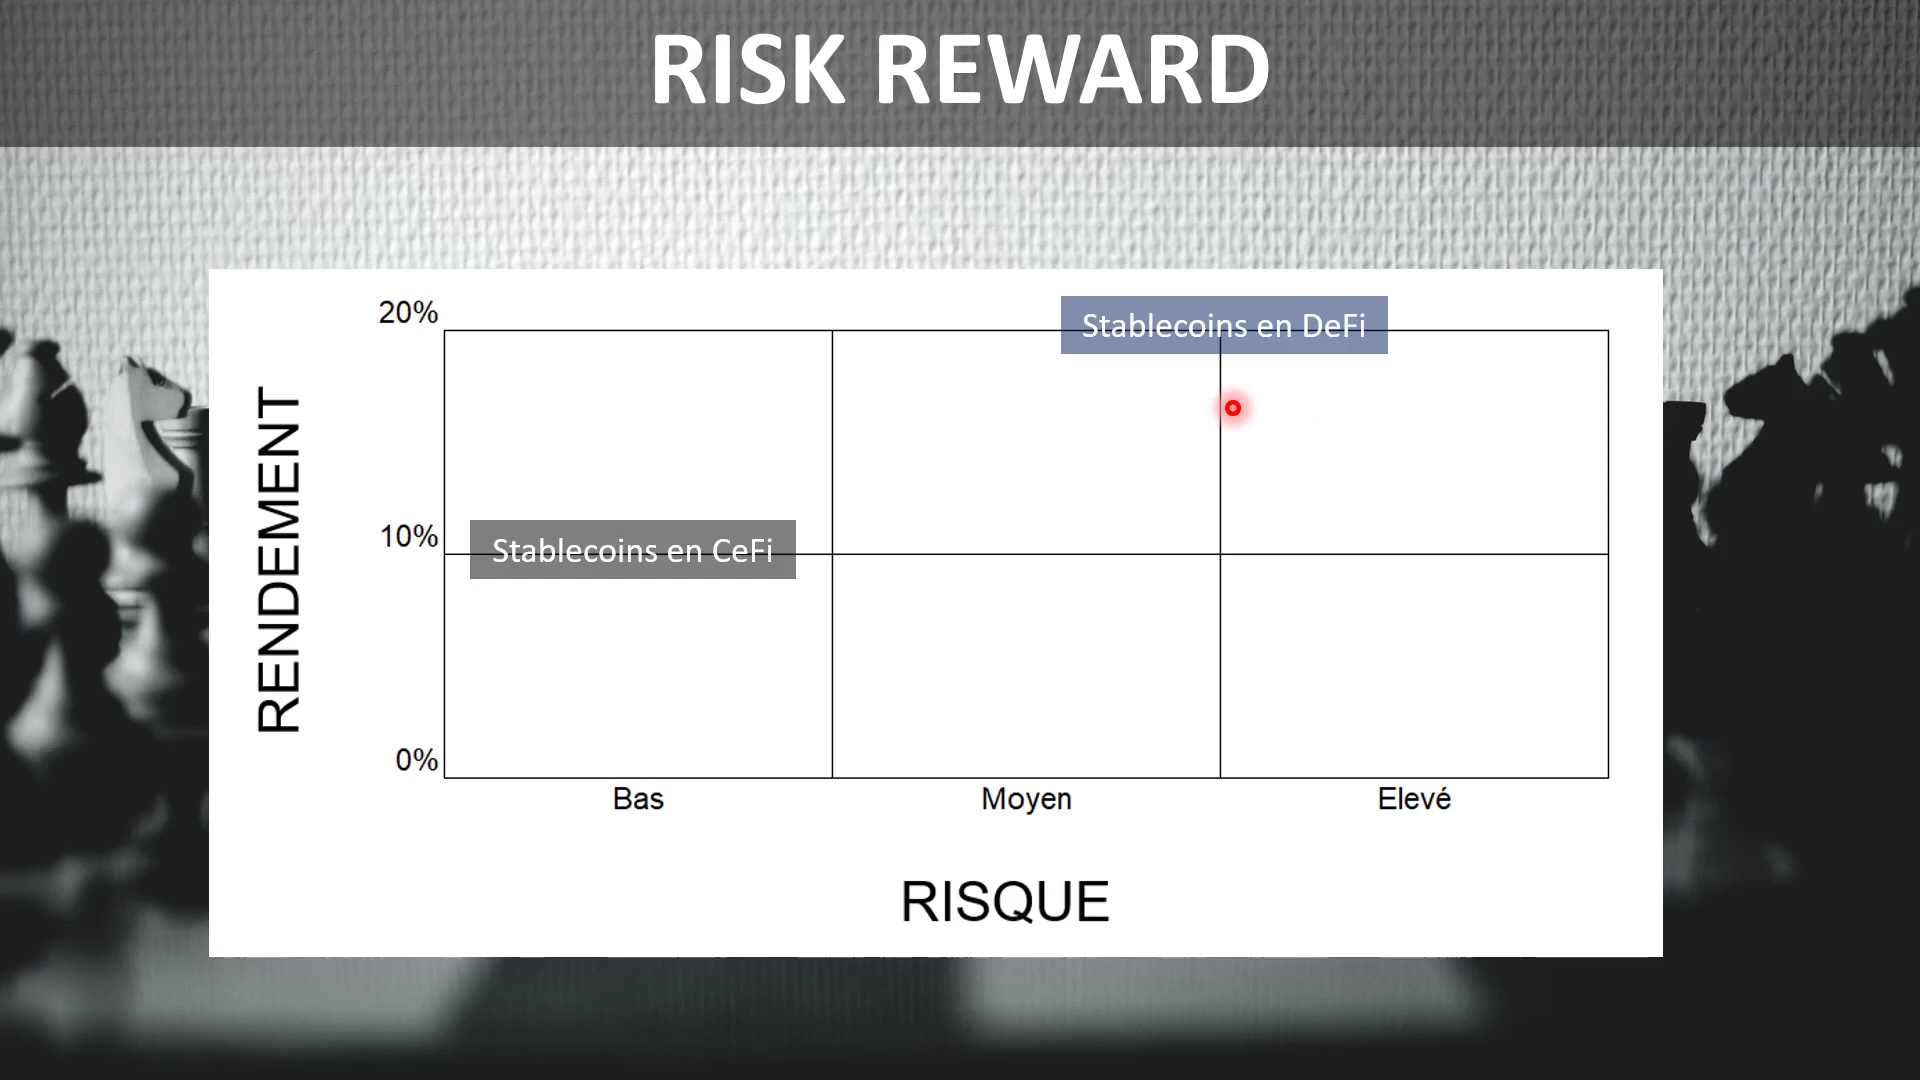 RISK REWARD
20%
Stablecoins en DeFi
RENDEMENT
10%
Stablecoins en CeFi
0%
Bas
Moyen
Elevé
RISQUE